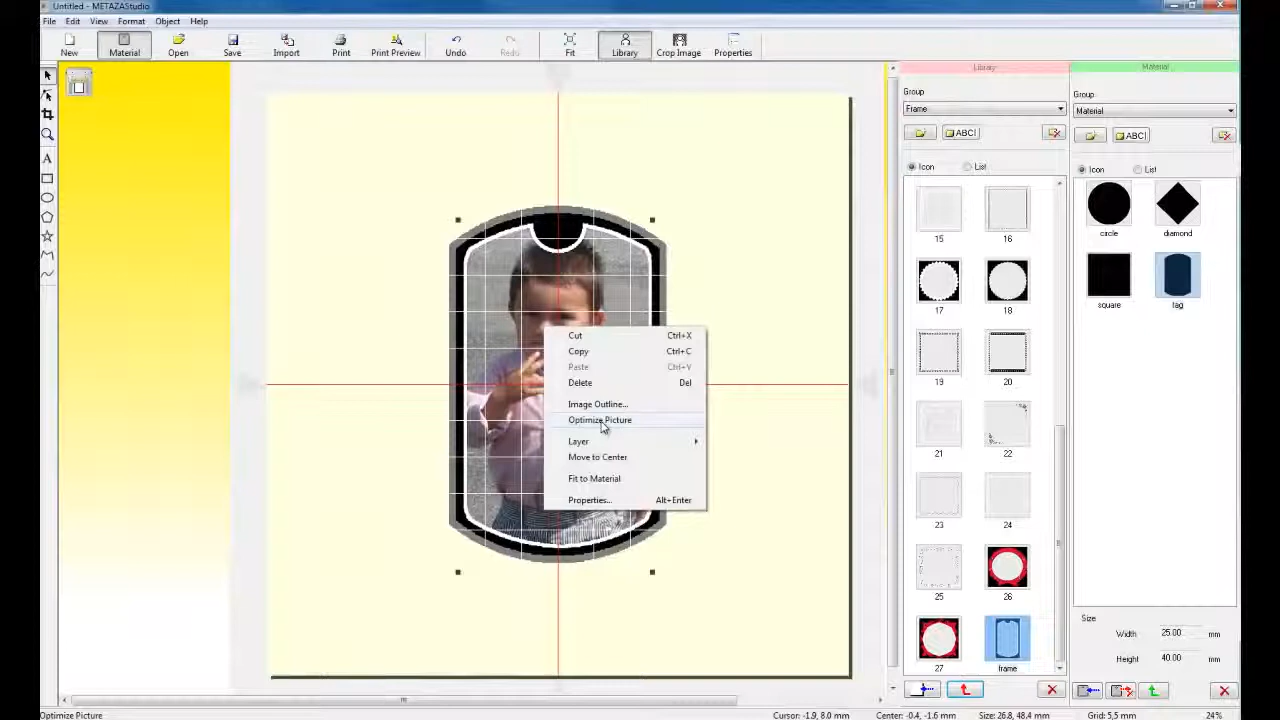 Untitled - METAZAStudio
File Edit View Format Object Help
New Material Open Save Import Print Print Preview Undo Redo Fit Library Crop Image Properties
Library
Material
Group
Frame
ABC
Icon List
15 16
17 18
19 20
21 22
23 24
25 26
27 frame
Group
Material
ABC
Icon List
circle diamond
square tag
Size
Width 25.00 mm
Height 40.00 mm
A
Cut Ctrl+X
Copy Ctrl+C
Paste Ctrl+V
Delete Del
Image Outline...
Optimize Picture
Layer
Move to Center
Fit to Material
Properties... Alt+Enter
Optimize Picture
Cursor: -1.9, 8.0 mm Center: -0.4, -1.6 mm Size: 26.8, 48.4 mm Grid: 5,5 mm 24%